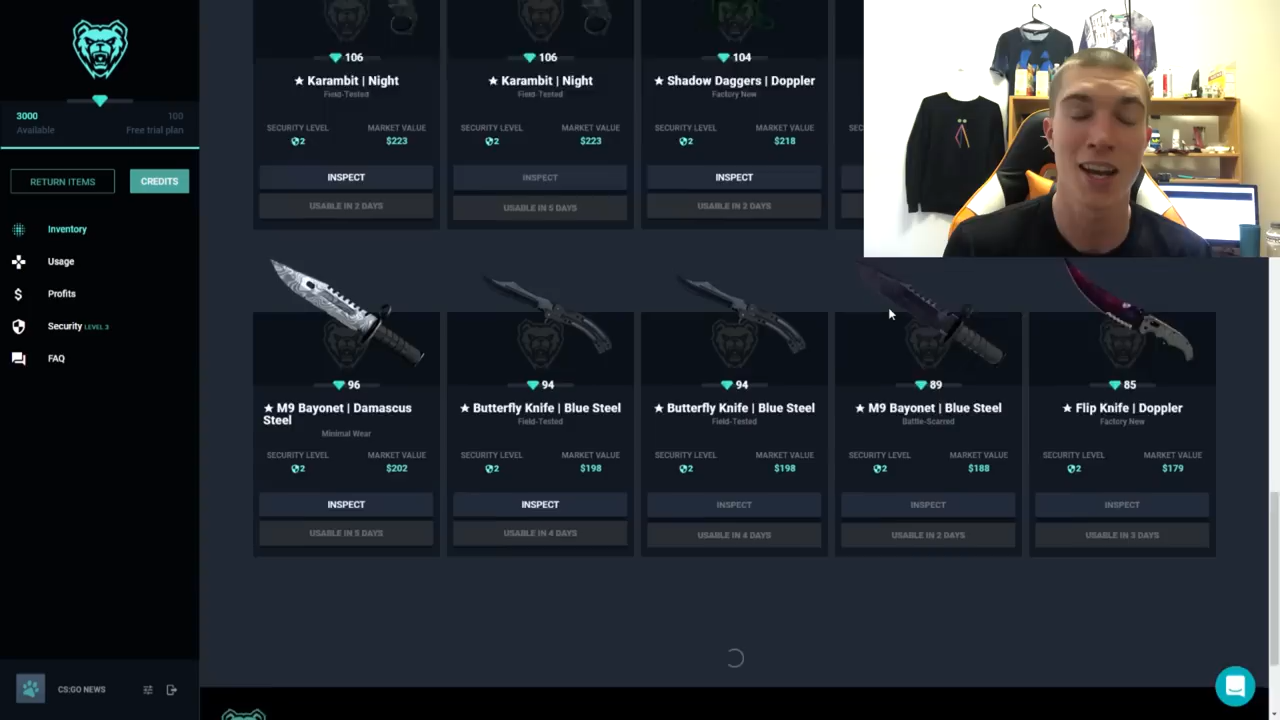 3000
100
Available
Free trial plan
RETURN ITEMS
CREDITS
Inventory
Usage
Profits
Security LEVEL 3
FAQ
CS:GO NEWS
106
★ Karambit | Night
Field-Tested
SECURITY LEVEL
MARKET VALUE
2
$223
INSPECT
USABLE IN 2 DAYS
106
★ Karambit | Night
Field-Tested
SECURITY LEVEL
MARKET VALUE
2
$223
INSPECT
USABLE IN 5 DAYS
104
★ Shadow Daggers | Doppler
Factory New
SECURITY LEVEL
MARKET VALUE
2
$218
INSPECT
USABLE IN 2 DAYS
96
★ M9 Bayonet | Damascus
Steel
Minimal Wear
SECURITY LEVEL
MARKET VALUE
2
$202
INSPECT
USABLE IN 5 DAYS
94
★ Butterfly Knife | Blue Steel
Field-Tested
SECURITY LEVEL
MARKET VALUE
2
$198
INSPECT
USABLE IN 4 DAYS
94
★ Butterfly Knife | Blue Steel
Field-Tested
SECURITY LEVEL
MARKET VALUE
2
$198
INSPECT
USABLE IN 4 DAYS
89
★ M9 Bayonet | Blue Steel
Battle-Scarred
SECURITY LEVEL
MARKET VALUE
2
$188
INSPECT
USABLE IN 2 DAYS
85
★ Flip Knife | Doppler
Factory New
SECURITY LEVEL
MARKET VALUE
2
$179
INSPECT
USABLE IN 3 DAYS